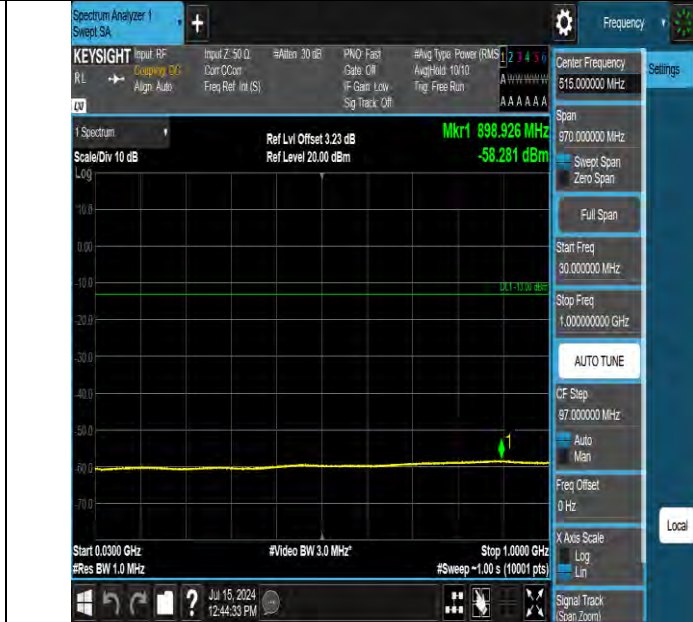 Spectrum Analyzer 1
Swept SA
+
Frequency
KEYSIGHT
RL
LXI
Input: RF
Coupling: DC
Align: Auto
Input Z: 50 Ω
Corr CCorr
Freq Ref: Int (S)
#Atten: 30 dB
PNO: Fast
Gate: Off
IF Gain: Low
Sig Track: Off
#Avg Type: Power (RMS
Avg|Hold: 10/10
Trig: Free Run
1 2 3 4 5 6
A W W W W W
A A A A A A
1 Spectrum
Scale/Div 10 dB
Log
Ref Lvl Offset 3.23 dB
Ref Level 20.00 dBm
Mkr1 898.926 MHz
-58.281 dBm
10.0
0.00
-10.0
DL1 -13.00 dBm
-20.0
-30.0
-40.0
-50.0
1
-60.0
-70.0
Start 0.0300 GHz
#Res BW 1.0 MHz
#Video BW 3.0 MHz*
Stop 1.0000 GHz
#Sweep ~1.00 s (10001 pts)
?
Jul 15, 2024
12:44:33 PM
Center Frequency
515.000000 MHz
Settings
Span
970.000000 MHz
Swept Span
Zero Span
Full Span
Start Freq
30.000000 MHz
Stop Freq
1.000000000 GHz
AUTO TUNE
CF Step
97.000000 MHz
Auto
Man
Freq Offset
0 Hz
X Axis Scale
Log
Lin
Local
Signal Track
(Span Zoom)